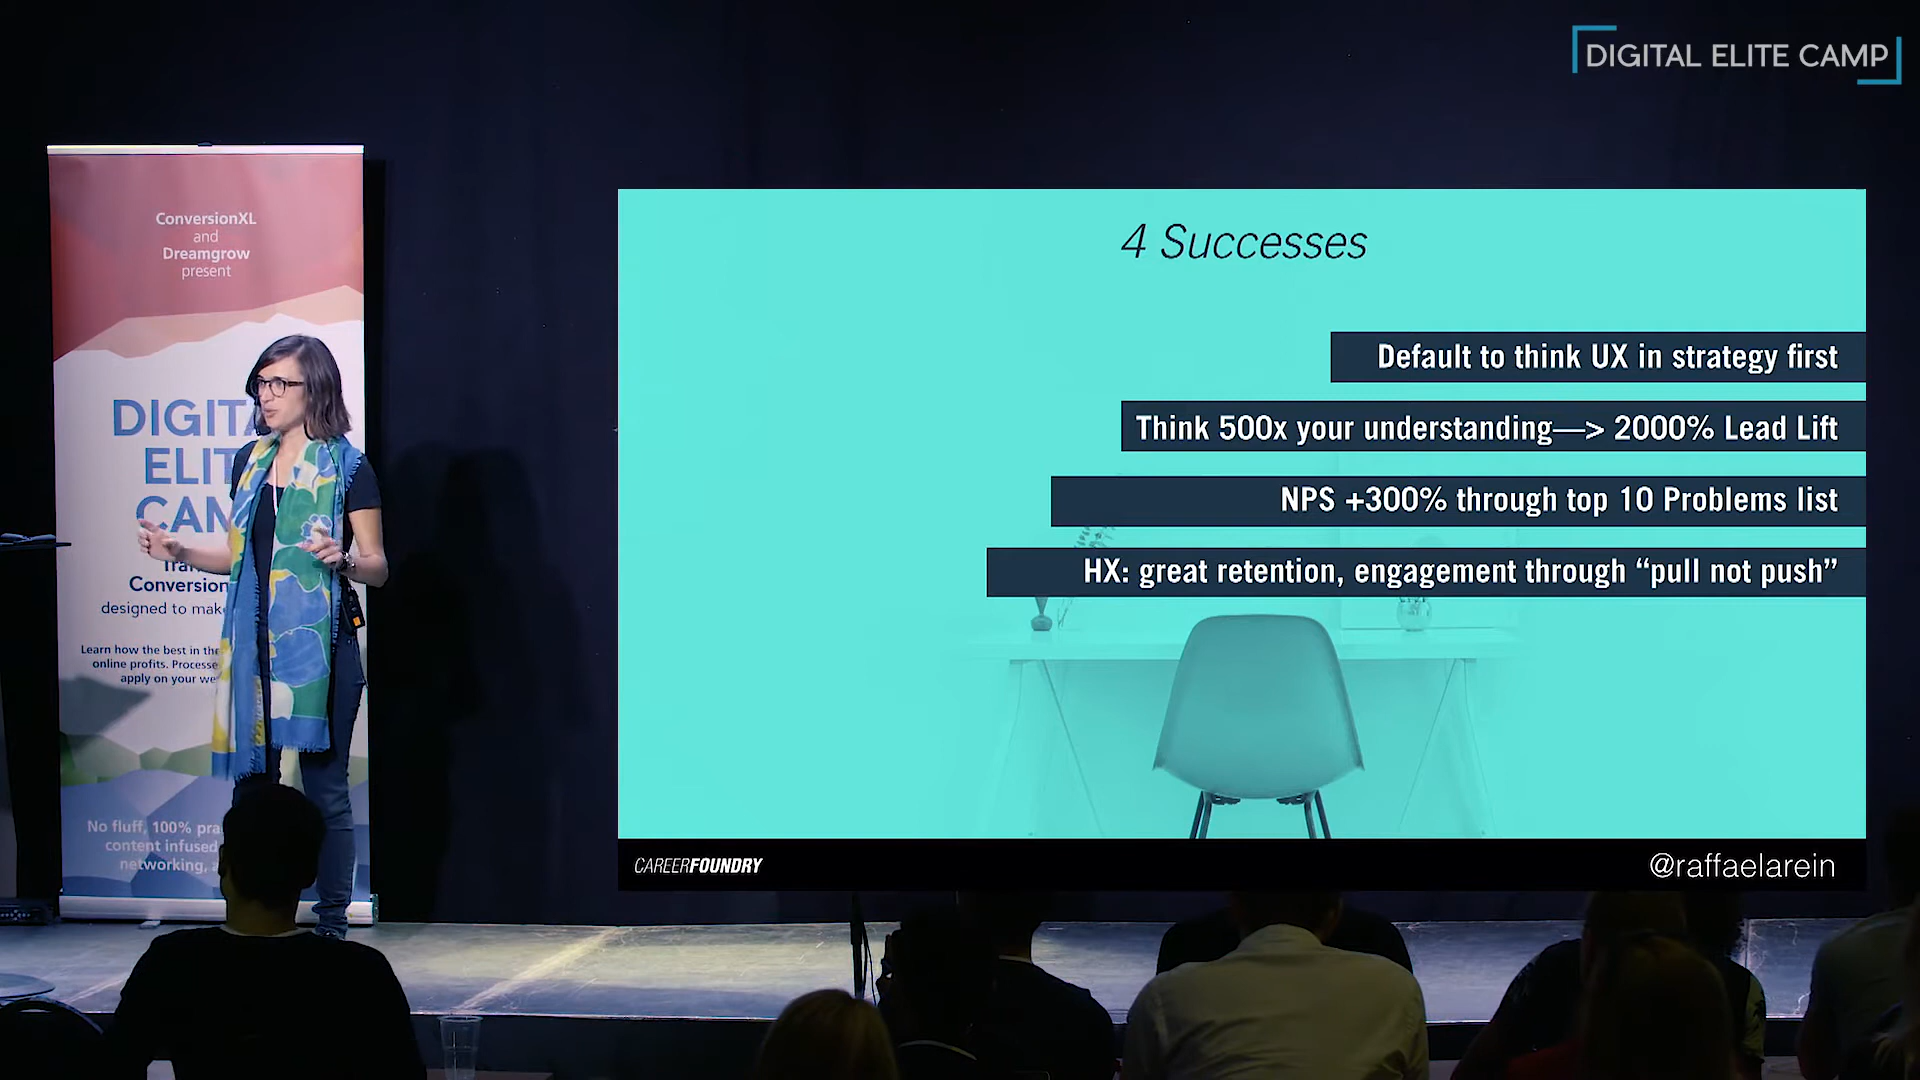 DIGITAL ELITE CAMP
ConversionXL
and
Dreamgrow
present
DIGITA
ELIT
CAM
Conversion
designed to mak
Learn how the best in the
online profits. Processe
apply on your we
No fluff, 100% pra
content infused
networking, a
4 Successes
Default to think UX in strategy first
Think 500x your understanding—> 2000% Lead Lift
NPS +300% through top 10 Problems list
HX: great retention, engagement through “pull not push”
CAREERFOUNDRY
@raffaelarein